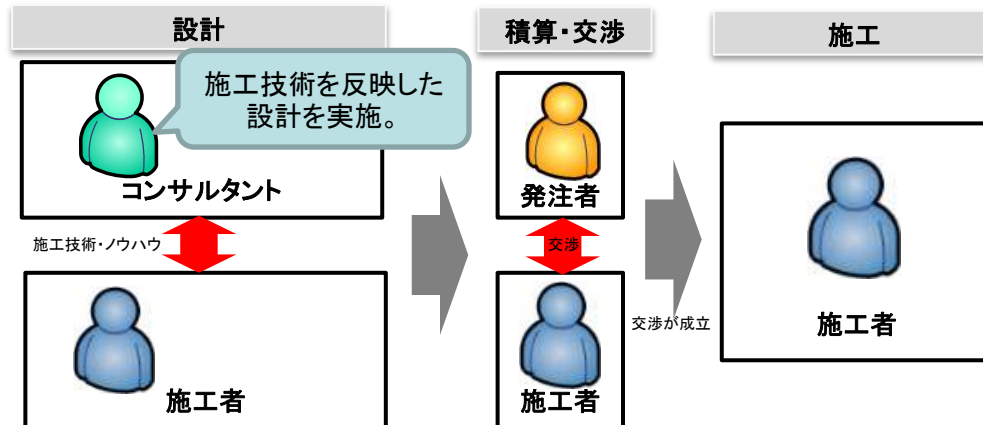 設計
積算・交渉
施工
施工技術を反映した
設計を実施。
コンサルタント
発注者
施工技術・ノウハウ
交渉
交渉が成立
施工者
施工者
施工者